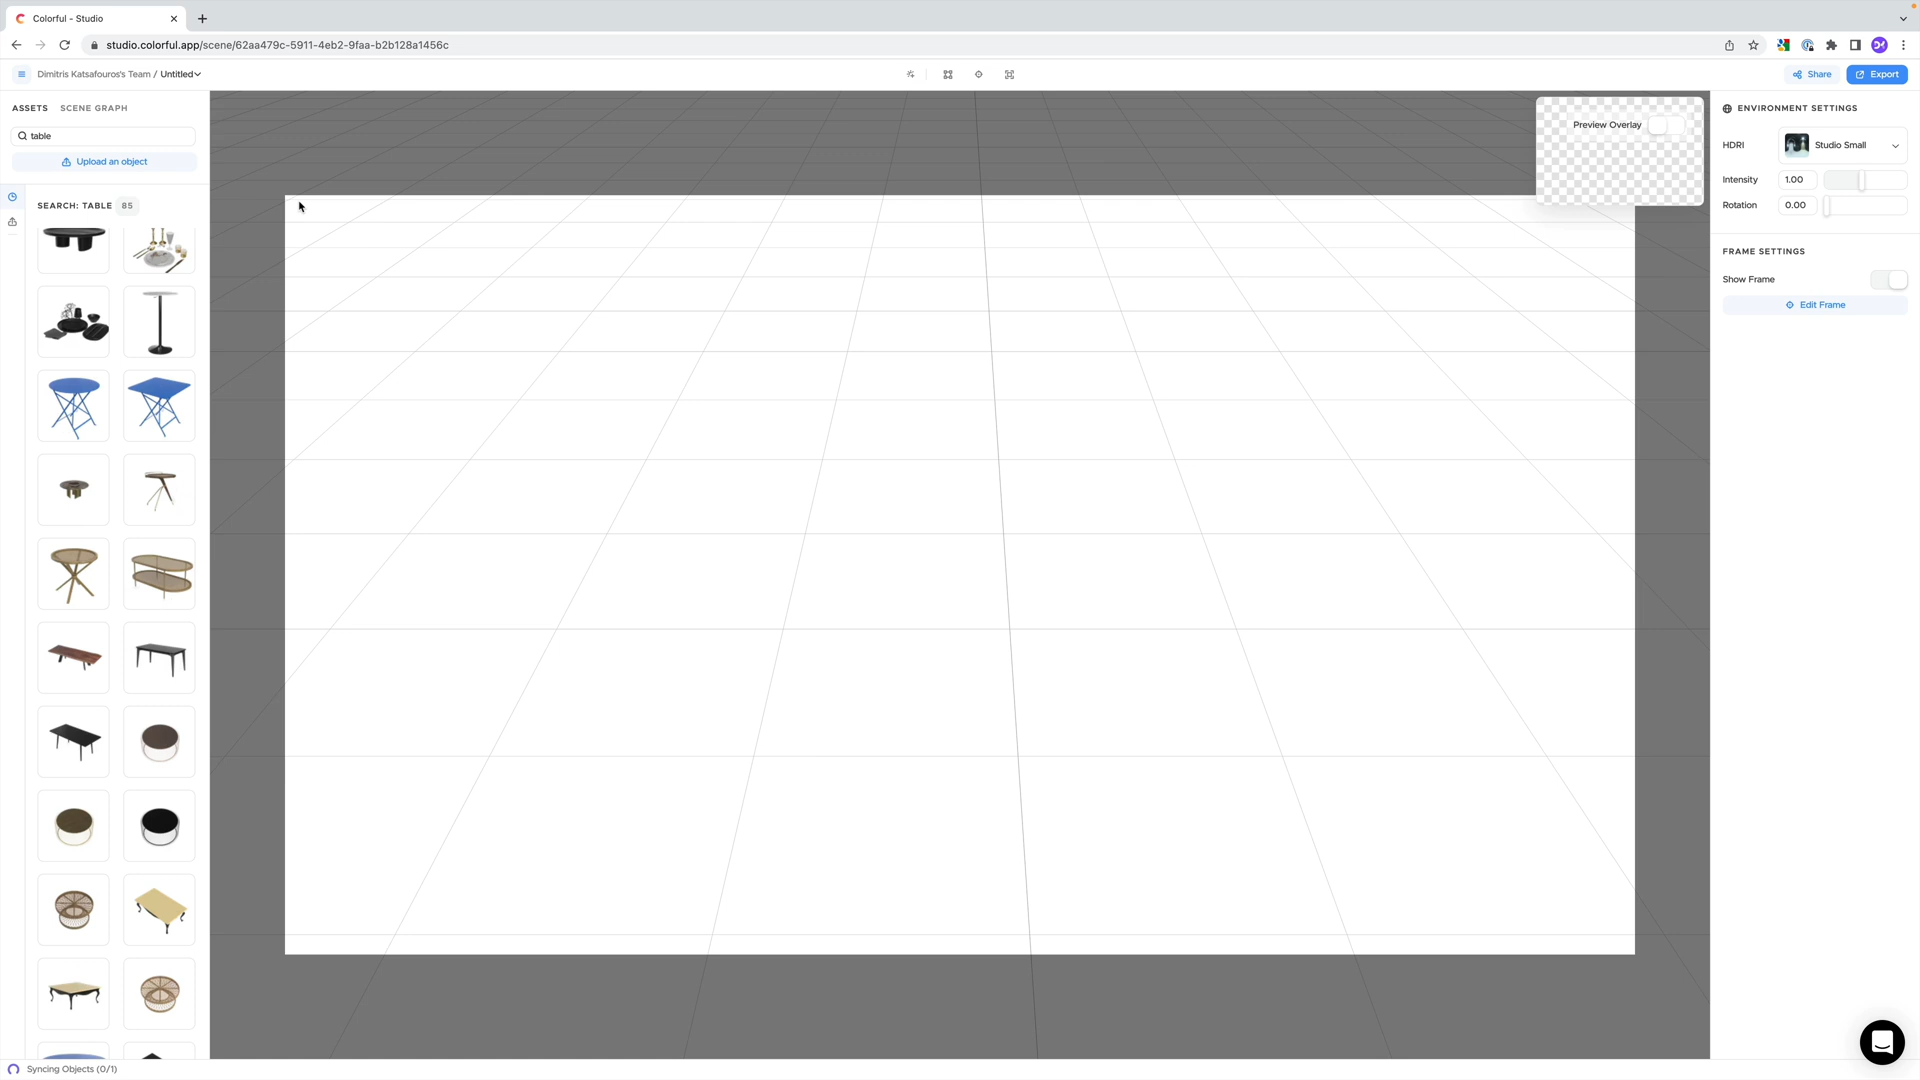 Colorful - Studio
studio.colorful.app/scene/62aa479c-5911-4eb2-9faa-b2b128a1456c
Dimitris Katsafouros's Team / Untitled
Share
Export
ASSETS
SCENE GRAPH
table
Upload an object
SEARCH: TABLE 85
Preview Overlay
ENVIRONMENT SETTINGS
HDRI
Studio Small
Intensity
1.00
Rotation
0.00
FRAME SETTINGS
Show Frame
Edit Frame
Syncing Objects (0/1)